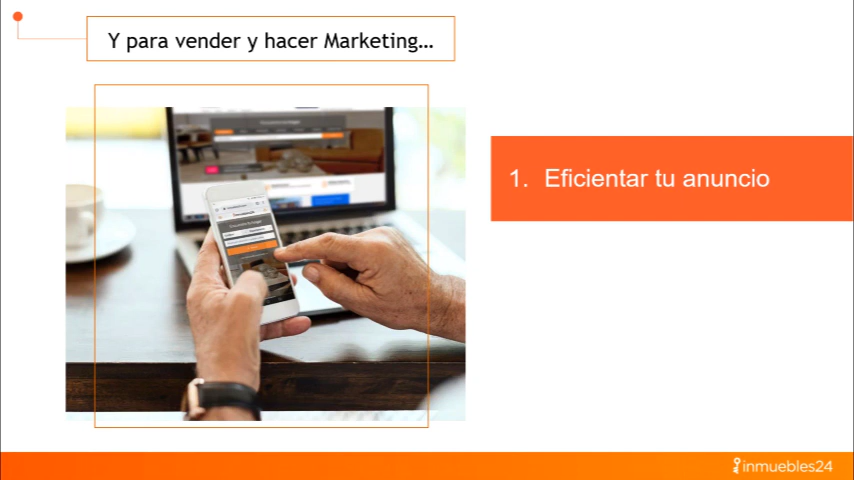 Y para vender y hacer Marketing...
1. Eficientar tu anuncio
inmuebles24